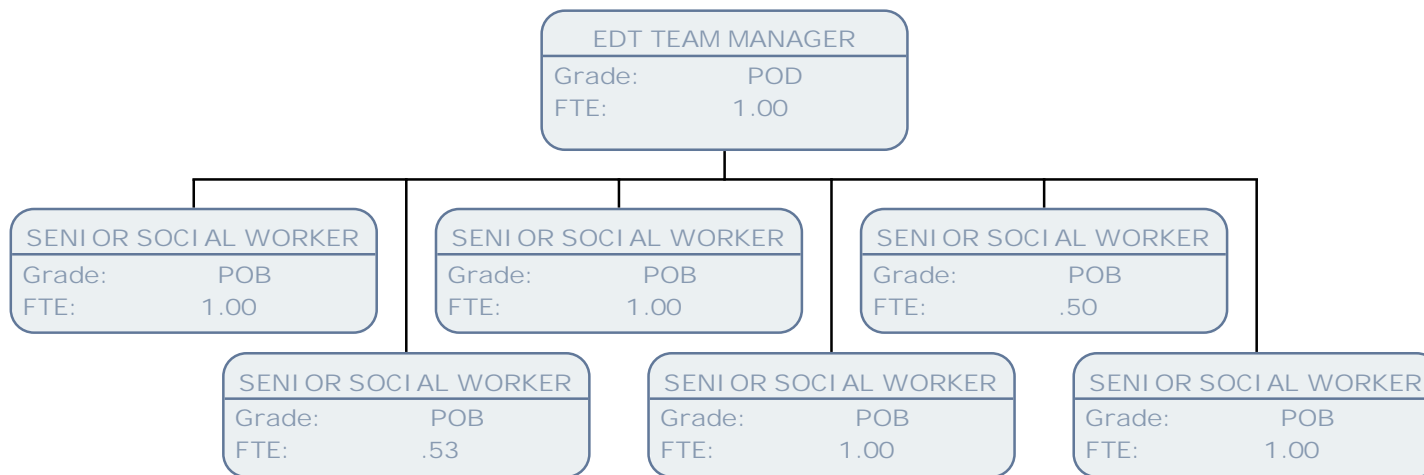 EDT TEAM MANAGER
Grade: POD
FTE: 1.00
SENIOR SOCIAL WORKER
Grade: POB
FTE: 1.00
SENIOR SOCIAL WORKER
Grade: POB
FTE: 1.00
SENIOR SOCIAL WORKER
Grade: POB
FTE: .50
SENIOR SOCIAL WORKER
Grade: POB
FTE: .53
SENIOR SOCIAL WORKER
Grade: POB
FTE: 1.00
SENIOR SOCIAL WORKER
Grade: POB
FTE: 1.00